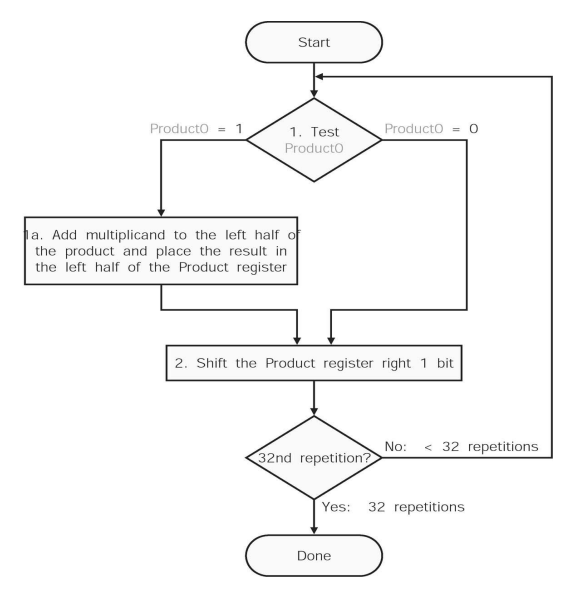 Start
Product0 = 1
1. Test
Product0
Product0 = 0
1a. Add multiplicand to the left half of
the product and place the result in
the left half of the Product register
2. Shift the Product register right 1 bit
32nd repetition?
No: < 32 repetitions
Yes: 32 repetitions
Done